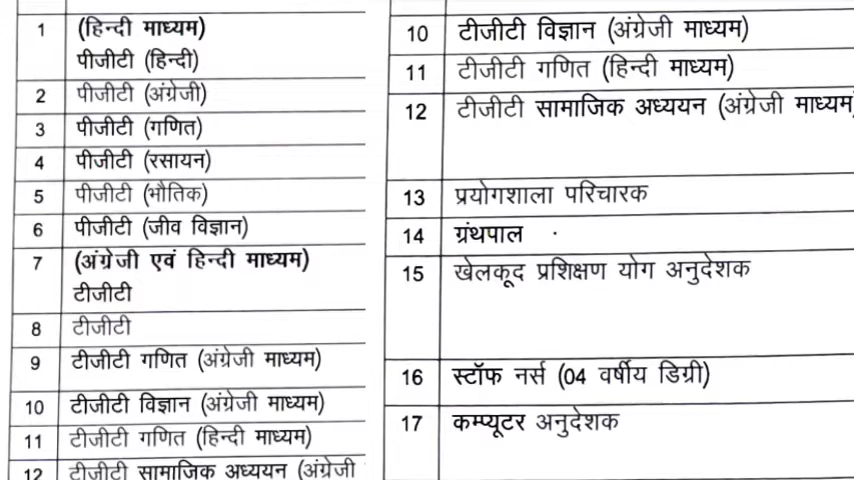 1 (हिन्दी माध्यम)
पीजीटी (हिन्दी)
2 पीजीटी (अंग्रेजी)
3 पीजीटी (गणित)
4 पीजीटी (रसायन)
5 पीजीटी (भौतिक)
6 पीजीटी (जीव विज्ञान)
7 (अंग्रेजी एवं हिन्दी माध्यम)
टीजीटी
8 टीजीटी
9 टीजीटी गणित (अंग्रेजी माध्यम)
10 टीजीटी विज्ञान (अंग्रेजी माध्यम)
11 टीजीटी गणित (हिन्दी माध्यम)
12 टीजीटी सामाजिक अध्ययन (अंग्रेजी
10 टीजीटी विज्ञान (अंग्रेजी माध्यम)
11 टीजीटी गणित (हिन्दी माध्यम)
12 टीजीटी सामाजिक अध्ययन (अंग्रेजी माध्यम)
13 प्रयोगशाला परिचारक
14 ग्रंथपाल
15 खेलकूद प्रशिक्षण योग अनुदेशक
16 स्टॉफ नर्स (04 वर्षीय डिग्री)
17 कम्प्यूटर अनुदेशक